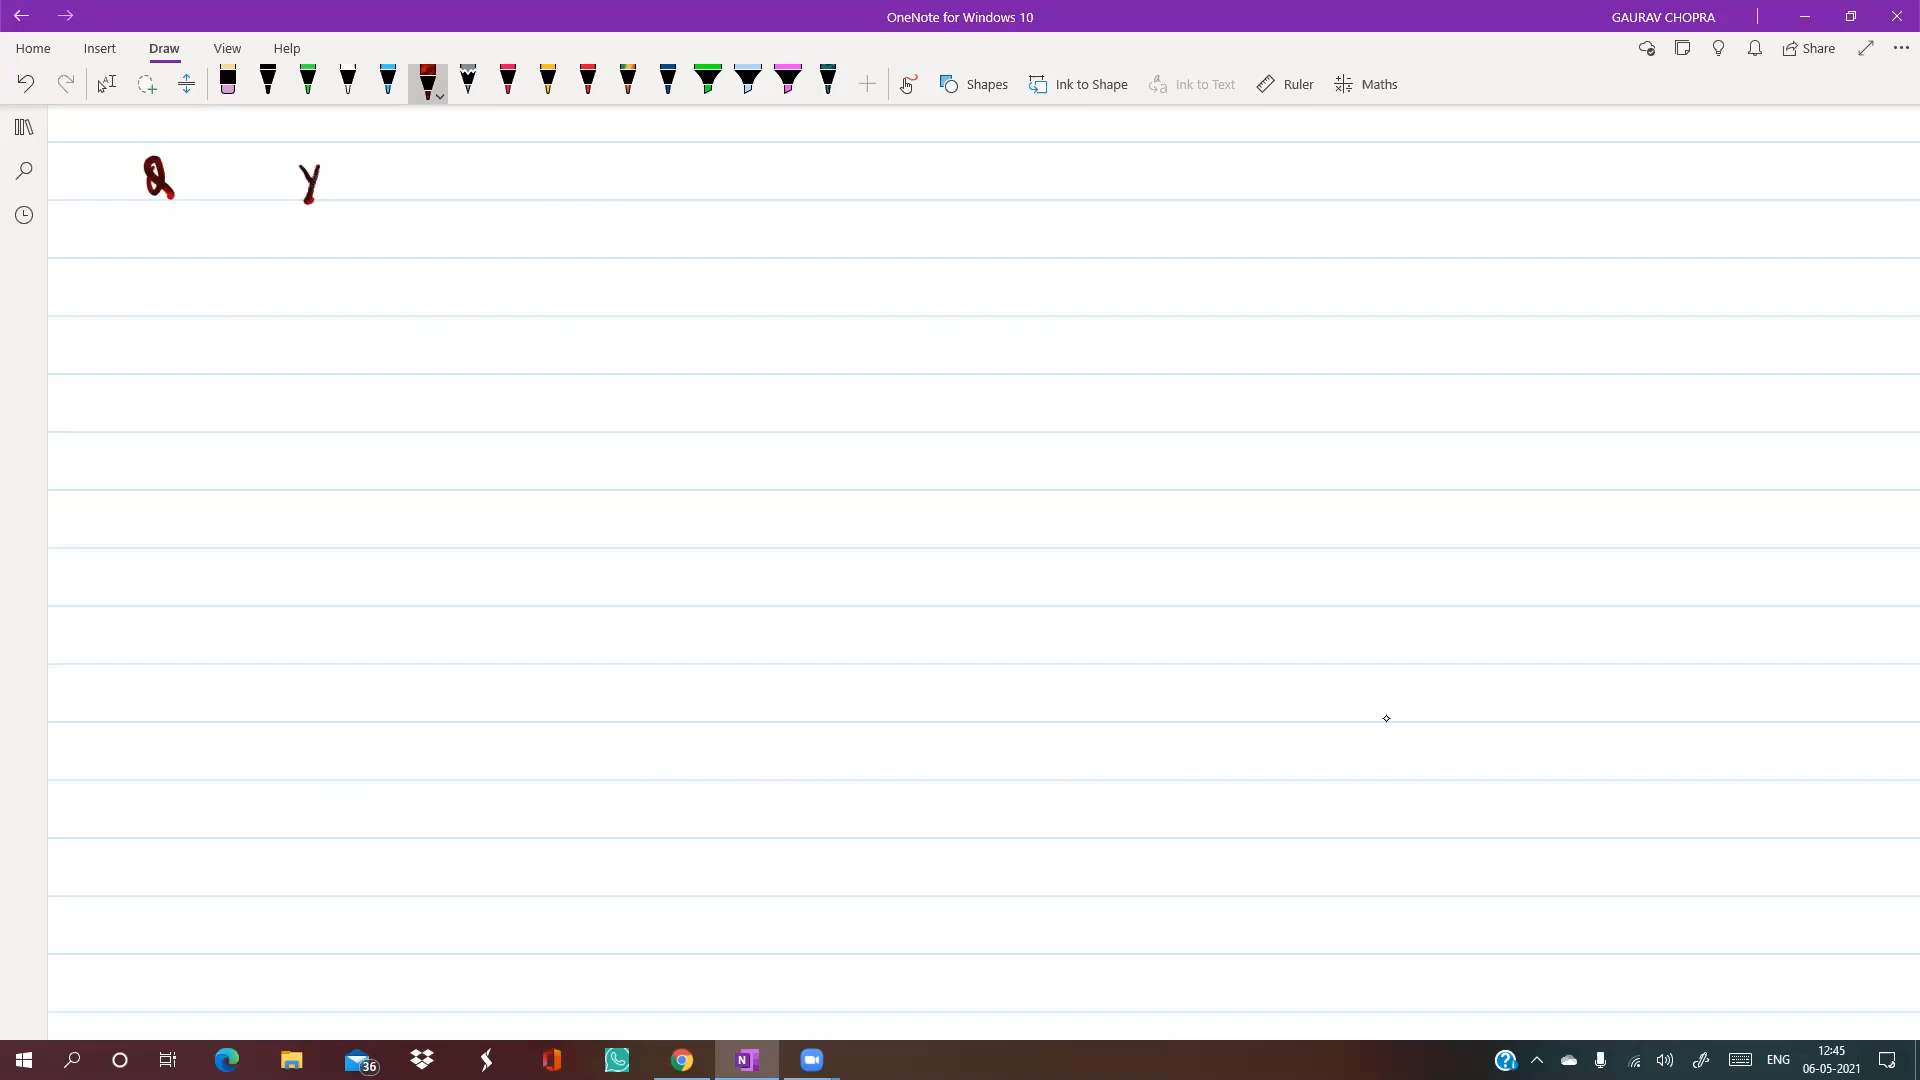 OneNote for Windows 10
GAURAV CHOPRA
Home Insert Draw View Help
Share
Shapes Ink to Shape Ink to Text Ruler Maths
Q Y
36
ENG
12:45
06-05-2021